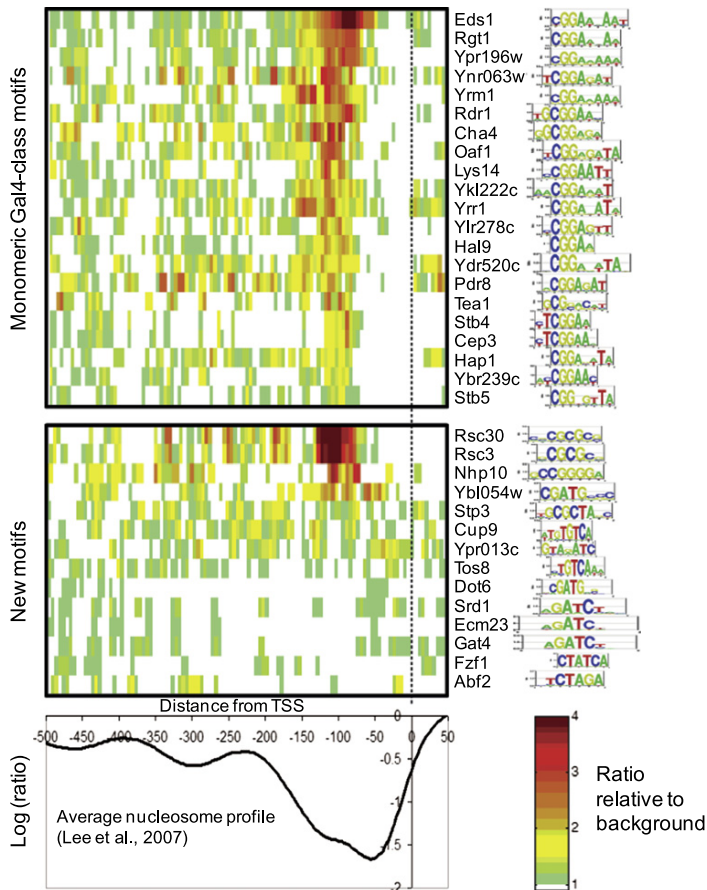 Monomeric Gal4-class motifs
Eds1
Rgt1
Ypr196w
Ynr063w
Yrm1
Rdr1
Cha4
Oaf1
Lys14
Ykl222c
Yrr1
Ylr278c
Hal9
Ydr520c
Pdr8
Tea1
Stb4
Cep3
Hap1
Ybr239c
Stb5
New motifs
Rsc30
Rsc3
Nhp10
Ybl054w
Stp3
Cup9
Ypr013c
Tos8
Dot6
Srd1
Ecm23
Gat4
Fzf1
Abf2
Distance from TSS
-500 -450 -400 -350 -300 -250 -200 -150 -100 -50 0 50
Log (ratio)
0
-0.5
-1
-1.5
-2
Average nucleosome profile
(Lee et al., 2007)
4
3
2
1
Ratio
relative to
background